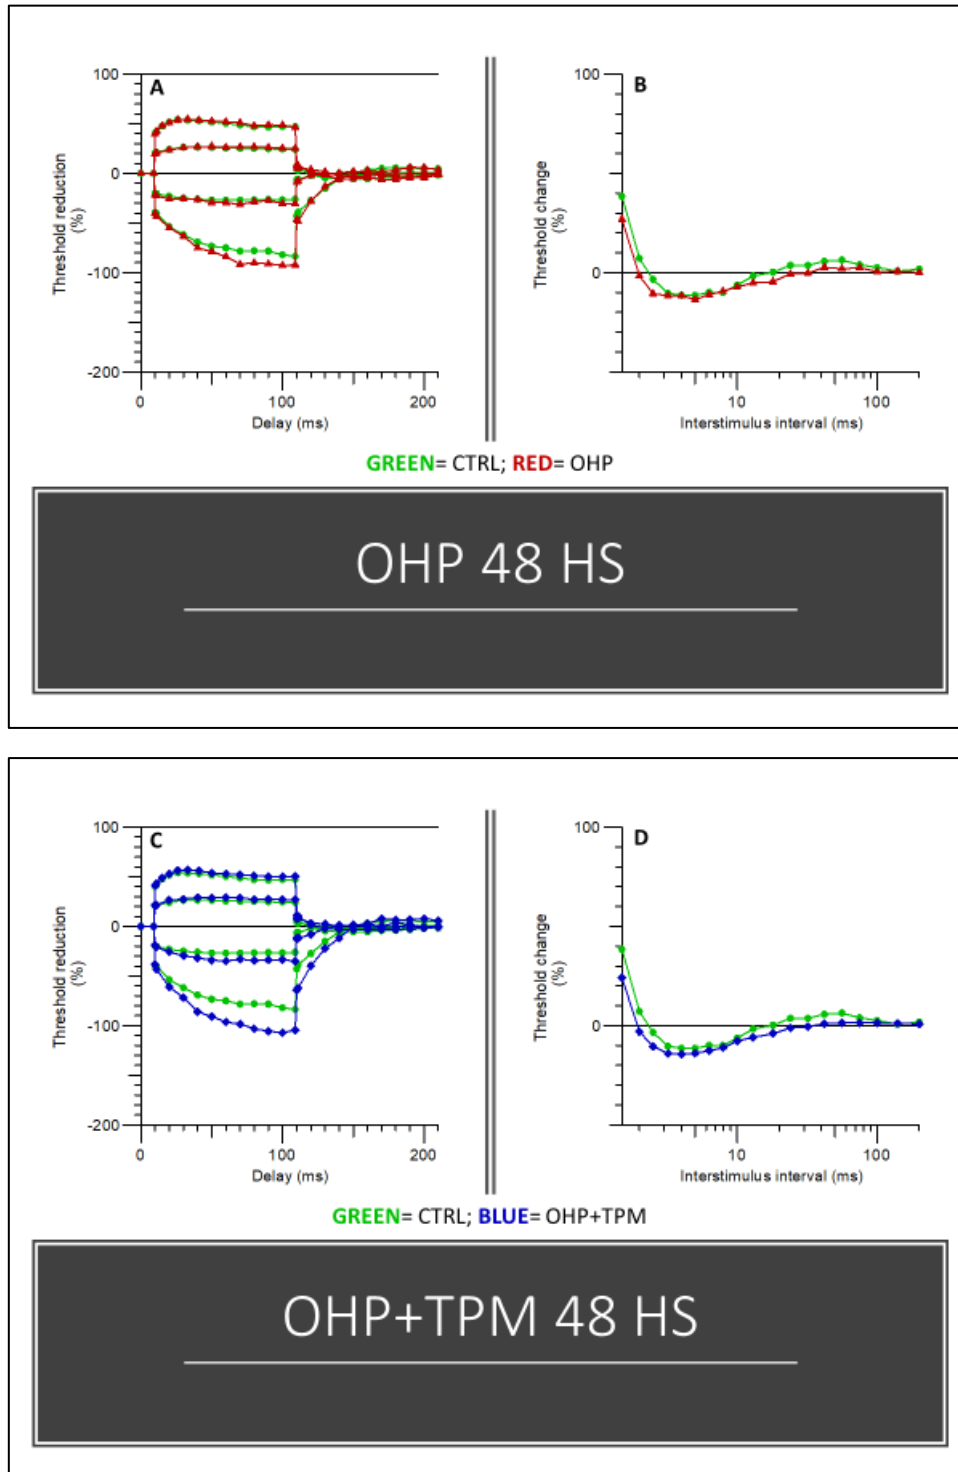 A
100
0
-100
-200
Threshold reduction
(%)
0
100
200
Delay (ms)
B
100
0
Threshold change
(%)
10
100
Interstimulus interval (ms)
GREEN= CTRL; RED= OHP
OHP 48 HS
C
100
0
-100
-200
Threshold reduction
(%)
0
100
200
Delay (ms)
D
100
0
Threshold change
(%)
10
100
Interstimulus interval (ms)
GREEN= CTRL; BLUE= OHP+TPM
OHP+TPM 48 HS